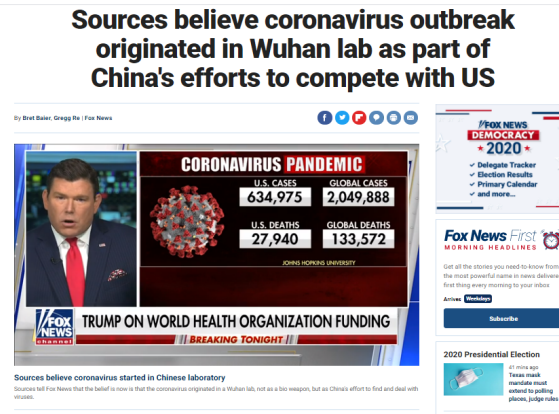 Sources believe coronavirus outbreak
originated in Wuhan lab as part of
China's efforts to compete with US
By Bret Baier, Gregg Re | Fox News
CORONAVIRUS PANDEMIC
U.S. CASES
634,975
GLOBAL CASES
2,049,888
U.S. DEATHS
27,940
GLOBAL DEATHS
133,572
JOHNS HOPKINS UNIVERSITY
FOX
NEWS
channel
TRUMP ON WORLD HEALTH ORGANIZATION FUNDING
BREAKING TONIGHT
Sources believe coronavirus started in Chinese laboratory
Sources tell Fox News that the belief is now is that the coronavirus originated in a Wuhan lab, not as a bio weapon, but as China's effort to find and deal with
viruses.
FOX NEWS
DEMOCRACY
2020
Delegate Tracker
Election Results
Primary Calendar
and more...
Fox News First
MORNING HEADLINES
Get all the stories you need-to-know from
the most powerful name in news delivered
first thing every morning to your inbox
Arrives Weekdays
Subscribe
2020 Presidential Election
41 mins ago
Texas mask
mandate must
extend to polling
places, judge rules